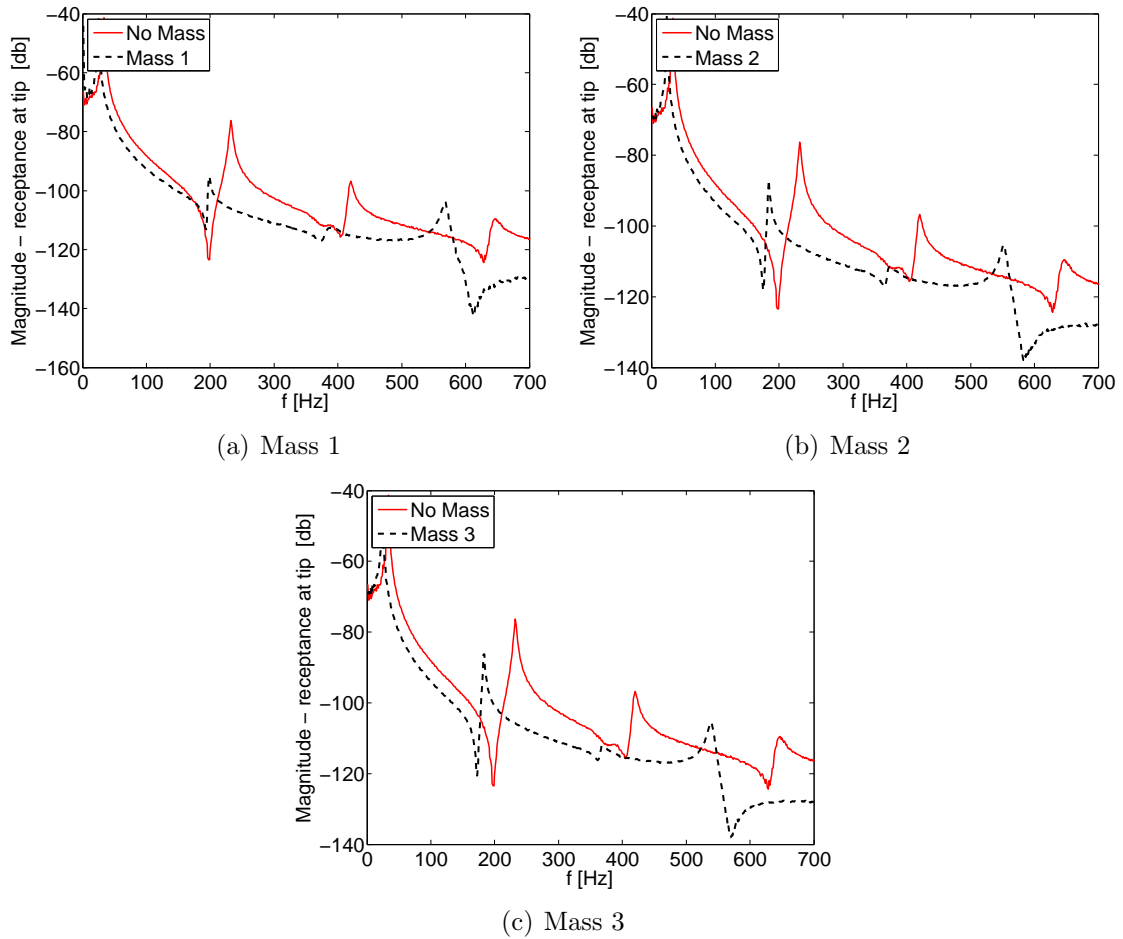 −40
−60
−80
−100
−120
−140
−160
0 100 200 300 400 500 600 700
f [Hz]
Magnitude − receptance at tip [db]
No Mass
Mass 1
(a) Mass 1
−40
−60
−80
−100
−120
−140
0 100 200 300 400 500 600 700
f [Hz]
Magnitude − receptance at tip [db]
No Mass
Mass 2
(b) Mass 2
−40
−60
−80
−100
−120
−140
0 100 200 300 400 500 600 700
f [Hz]
Magnitude − receptance at tip [db]
No Mass
Mass 3
(c) Mass 3